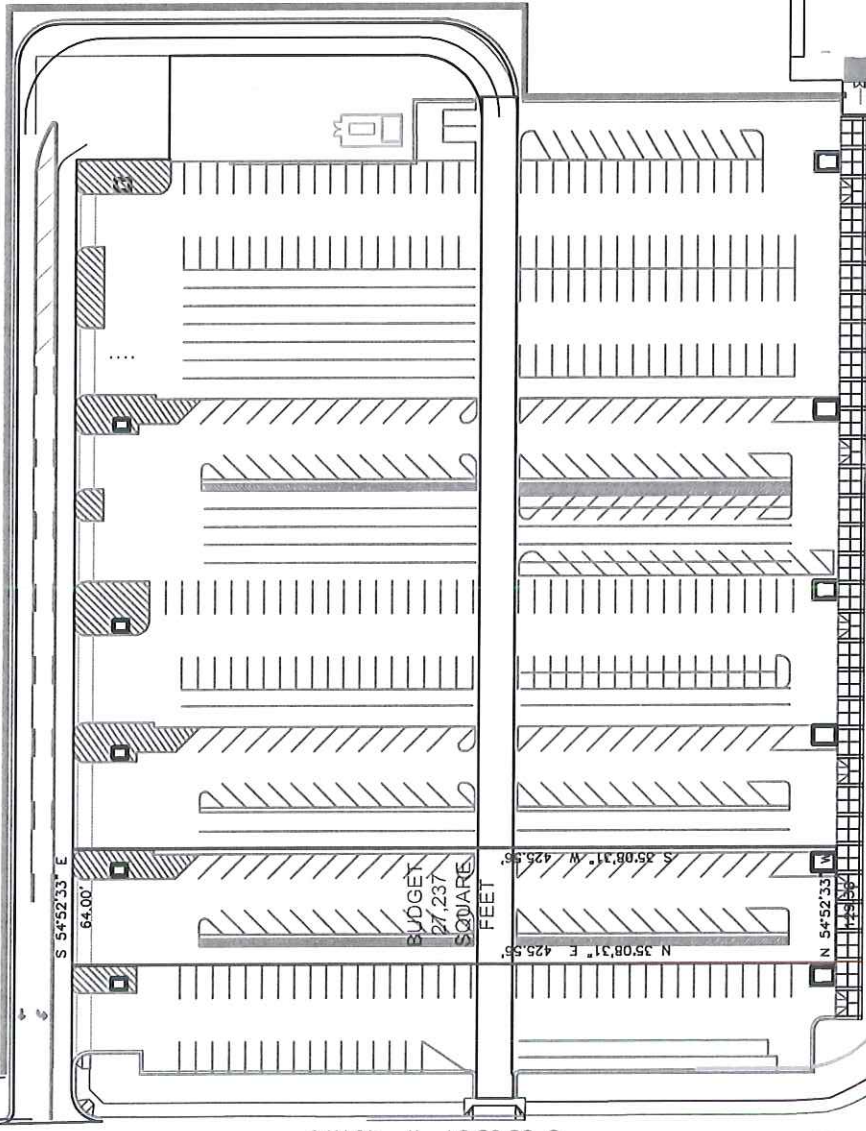 S 54°52'33" E
64.00'
BUDGET
27,237
SQUARE
FEET
S 35°08'31" W 425.56'
N 35°08'31" E 425.56'
N 54°52'33" W